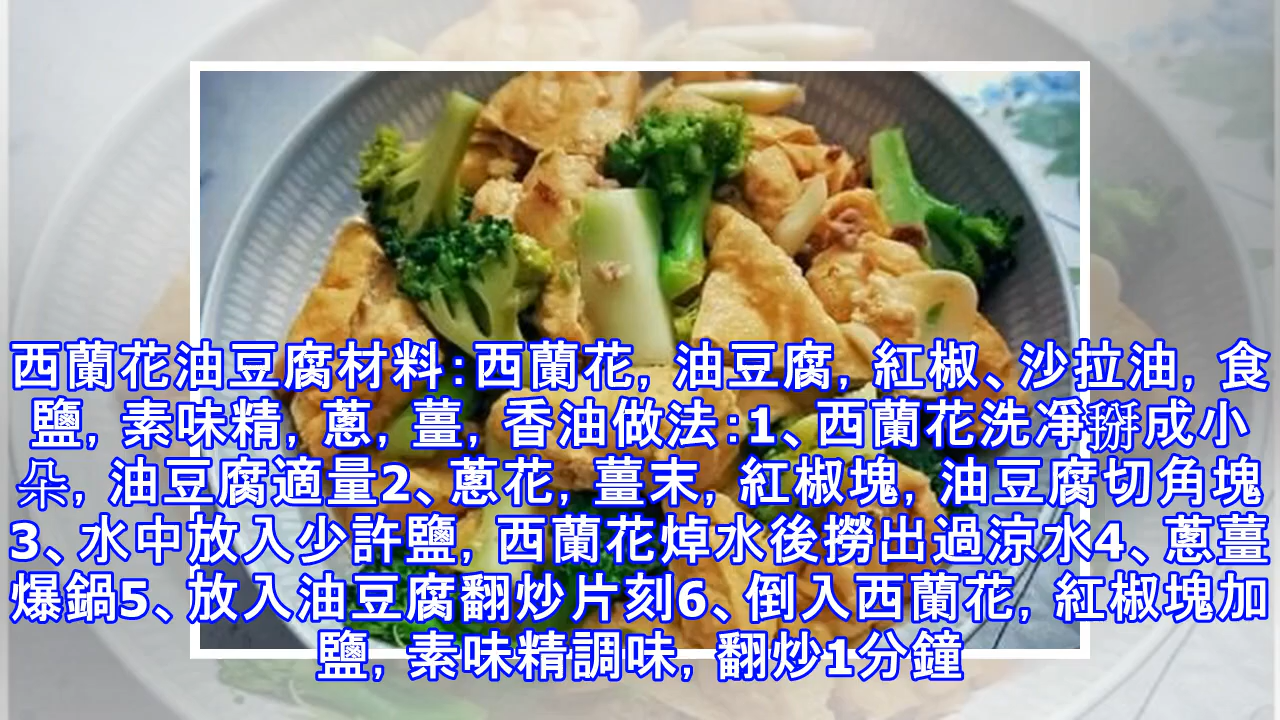 西蘭花油豆腐材料:西蘭花, 油豆腐, 紅椒、沙拉油, 食
鹽, 素味精, 蔥, 薑, 香油做法:1、西蘭花洗凈掰成小
朵, 油豆腐適量2、蔥花, 薑末, 紅椒塊, 油豆腐切角塊
3、水中放入少許鹽, 西蘭花焯水後撈出過涼水4、蔥薑
爆鍋5、放入油豆腐翻炒片刻6、倒入西蘭花, 紅椒塊加
鹽, 素味精調味, 翻炒1分鐘